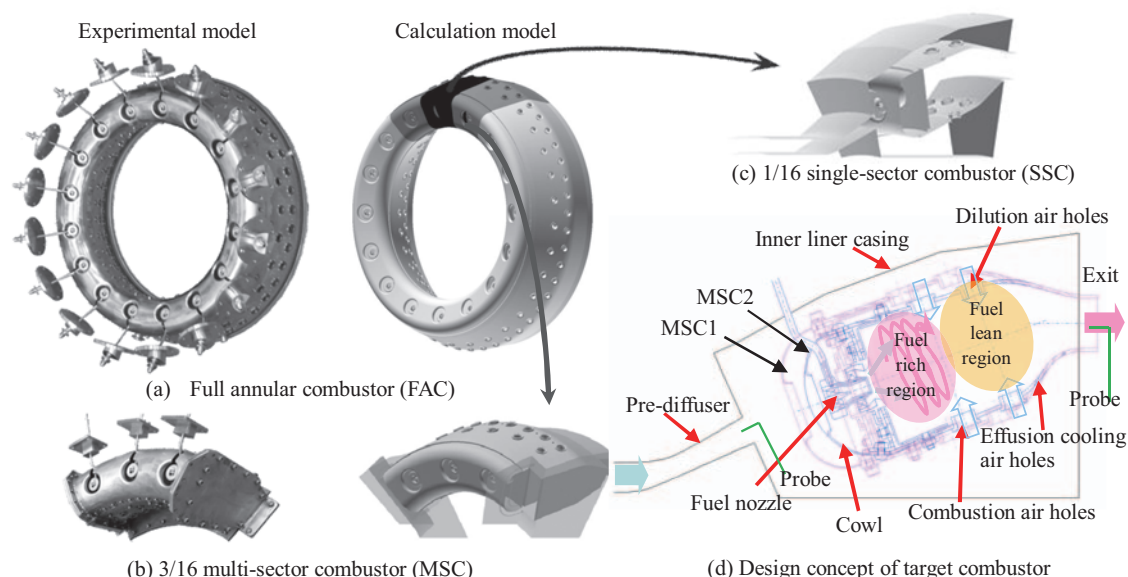 Experimental model
Calculation model
(a) Full annular combustor (FAC)
(b) 3/16 multi-sector combustor (MSC)
(c) 1/16 single-sector combustor (SSC)
Dilution air holes
Inner liner casing
Exit
MSC2
MSC1
Fuel
rich
region
Fuel
lean
region
Pre-diffuser
Probe
Probe
Effusion cooling
air holes
Fuel nozzle
Combustion air holes
Cowl
(d) Design concept of target combustor